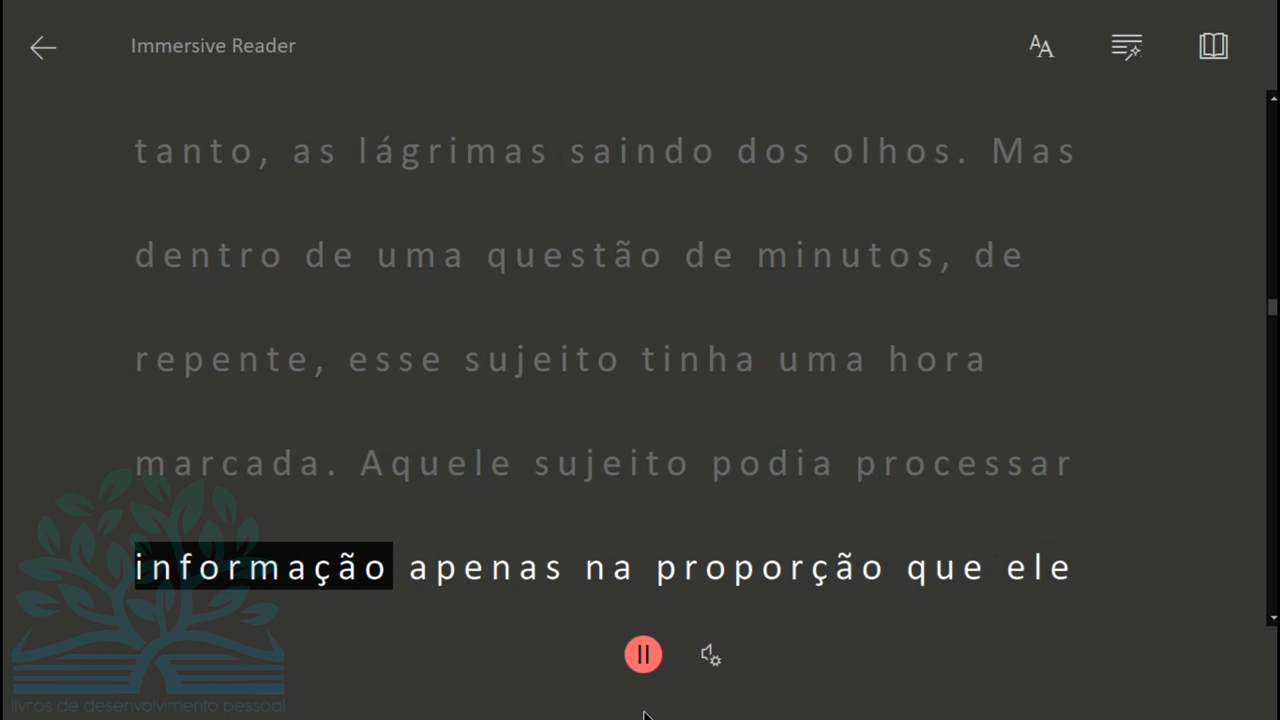 Immersive Reader
tanto, as lágrimas saindo dos olhos. Mas
dentro de uma questão de minutos, de
repente, esse sujeito tinha uma hora
marcada. Aquele sujeito podia processar
informação apenas na proporção que ele
livros de desenvolvimento pessoal